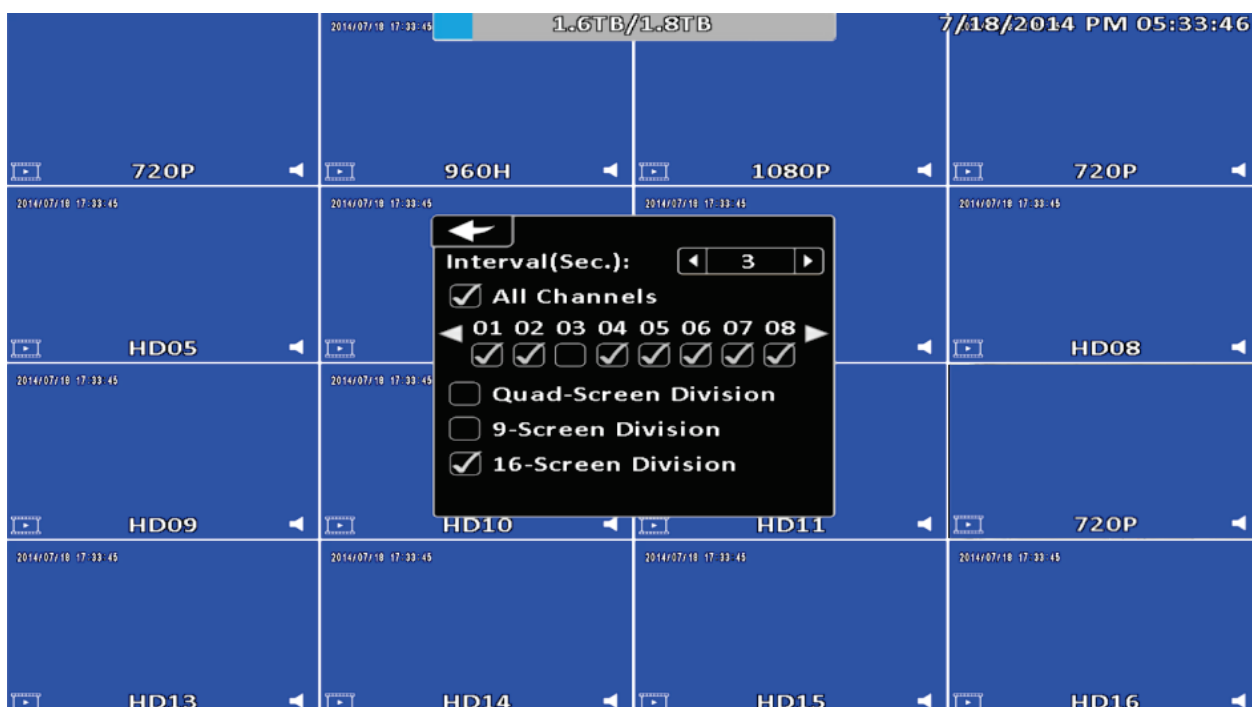 2014/07/18 17:33:45
1.6TB/1.8TB
7/18/2014 PM 05:33:46
720P
960H
1080P
720P
2014/07/18 17:33:45
2014/07/18 17:33:45
2014/07/18 17:33:45
2014/07/18 17:33:45
Interval(Sec.): 3
All Channels
01 02 03 04 05 06 07 08
HD05
HD08
2014/07/18 17:33:45
2014/07/18 17:33:45
Quad-Screen Division
9-Screen Division
16-Screen Division
HD09
HD10
HD11
720P
2014/07/18 17:33:45
2014/07/18 17:33:45
2014/07/18 17:33:45
2014/07/18 17:33:45
HD13
HD14
HD15
HD16